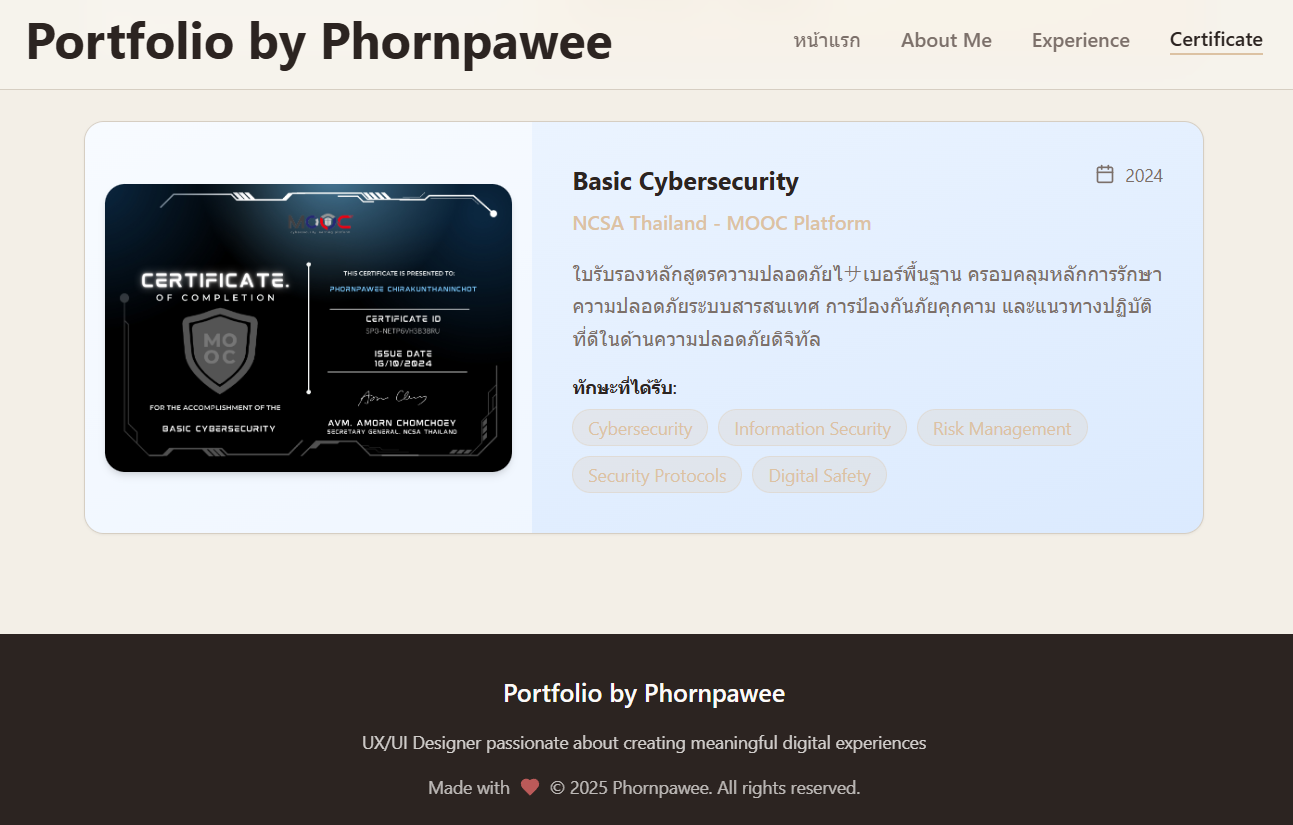 Portfolio by Phornpawee
หน้าแรก
About Me
Experience
Certificate
MOOC
CERTIFICATE.
OF COMPLETION
MO
OC
FOR THE ACCOMPLISHMENT OF THE
BASIC CYBERSECURITY
THIS CERTIFICATE IS PRESENTED TO:
PHORNPAWEE CHIRAKUNTHANINCHOT
CERTIFICATE ID
ISSUE DATE
16/10/2024
AVM. AMORN CHOMCHOEY
SECRETARY GENERAL, NCSA THAILAND
Basic Cybersecurity
2024
NCSA Thailand - MOOC Platform
ใบรับรองหลักสูตรความปลอดภัยไサเบอร์พื้นฐาน ครอบคลุมหลักการรักษา
ความปลอดภัยระบบสารสนเทศ การป้องกันภัยคุกคาม และแนวทางปฏิบัติ
ที่ดีในด้านความปลอดภัยดิจิทัล
ทักษะที่ได้รับ:
Cybersecurity
Information Security
Risk Management
Security Protocols
Digital Safety
Portfolio by Phornpawee
UX/UI Designer passionate about creating meaningful digital experiences
Made with ❤ © 2025 Phornpawee. All rights reserved.